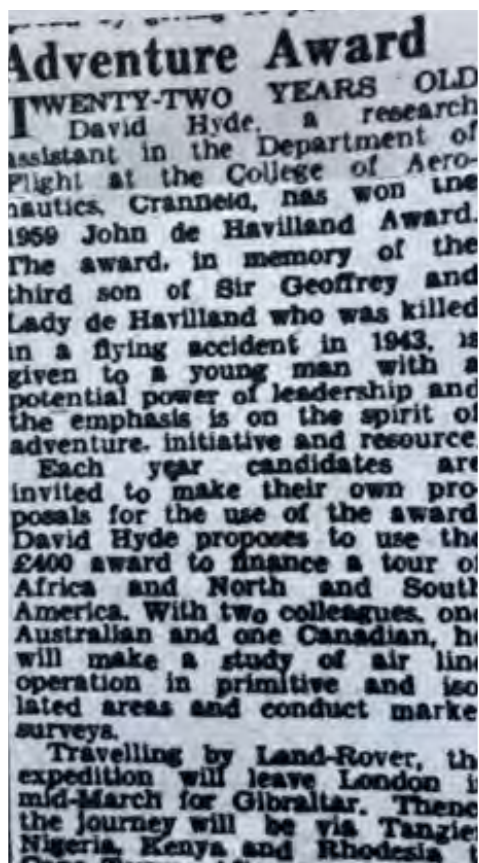 Adventure Award
TWENTY-TWO YEARS OLD
David Hyde, a research
assistant in the Department of
Flight at the College of Aero-
nautics, Cranfield, has won the
1959 John de Havilland Award.
The award, in memory of the
third son of Sir Geoffrey and
Lady de Havilland who was killed
in a flying accident in 1943, is
given to a young man with a
potential power of leadership and
the emphasis is on the spirit of
adventure, initiative and resource.
Each year candidates are
invited to make their own pro-
posals for the use of the award
David Hyde proposes to use the
£400 award to finance a tour of
Africa and North and South
America. With two colleagues, one
Australian and one Canadian, he
will make a study of air line
operation in primitive and iso
lated areas and conduct marke
surveys.
Travelling by Land-Rover, th
expedition will leave London i
mid-March for Gibraltar. Thenc
the journey will be via Tangier
Nigeria, Kenya and Rhodesia t